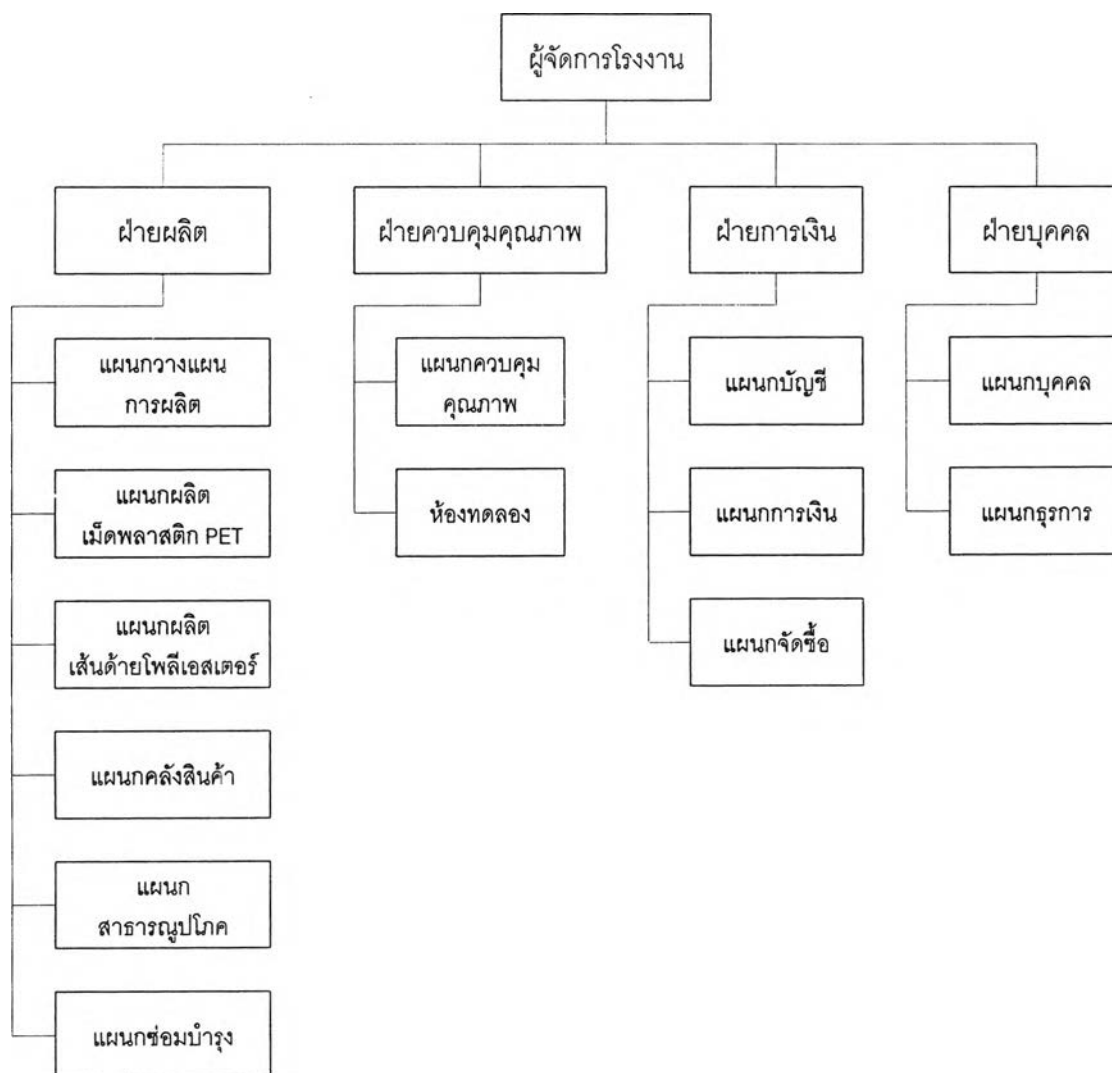 ผู้จัดการโรงงาน
ฝ่ายผลิต
ฝ่ายควบคุมคุณภาพ
ฝ่ายการเงิน
ฝ่ายบุคคล
แผนกวางแผน
การผลิต
แผนกผลิต
เม็ดพลาสติก PET
แผนกผลิต
เส้นด้ายโพลีเอสเตอร์
แผนกคลังสินค้า
แผนก
สาธารณูปโภค
แผนกซ่อมบำรุง
แผนกควบคุม
คุณภาพ
ห้องทดลอง
แผนกบัญชี
แผนกการเงิน
แผนกจัดซื้อ
แผนกบุคคล
แผนกธุรการ